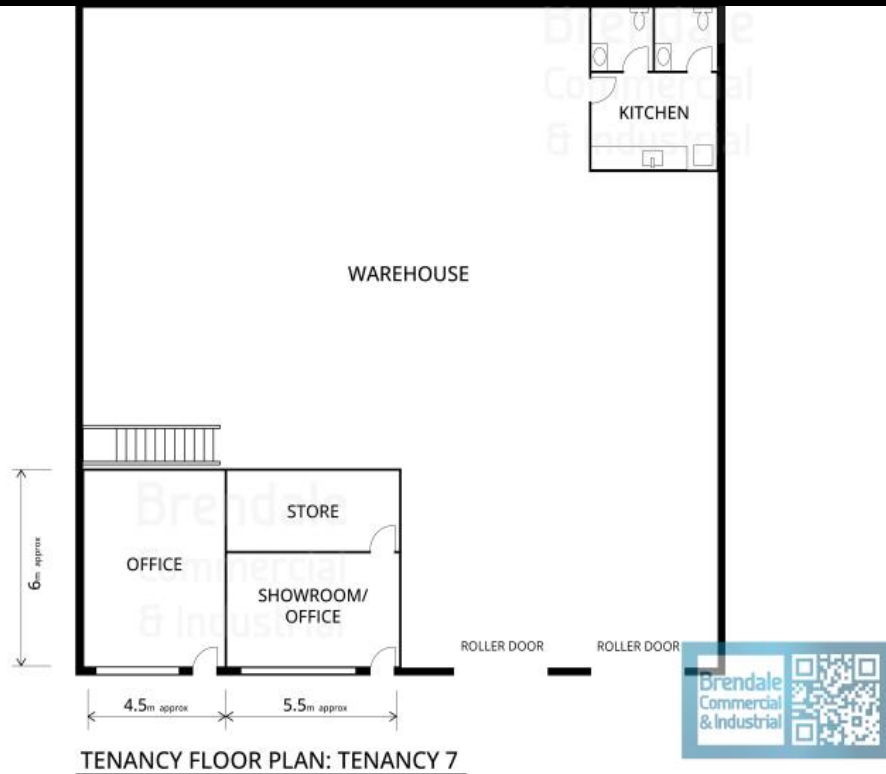 Brendale
Commercial
& Industrial
KITCHEN
WAREHOUSE
Brendale
Commercial
& Industrial
STORE
OFFICE
6m approx
SHOWROOM/
OFFICE
ROLLER DOOR
ROLLER DOOR
Brendale
Commercial
& Industrial
4.5m approx
5.5m approx
TENANCY FLOOR PLAN: TENANCY 7